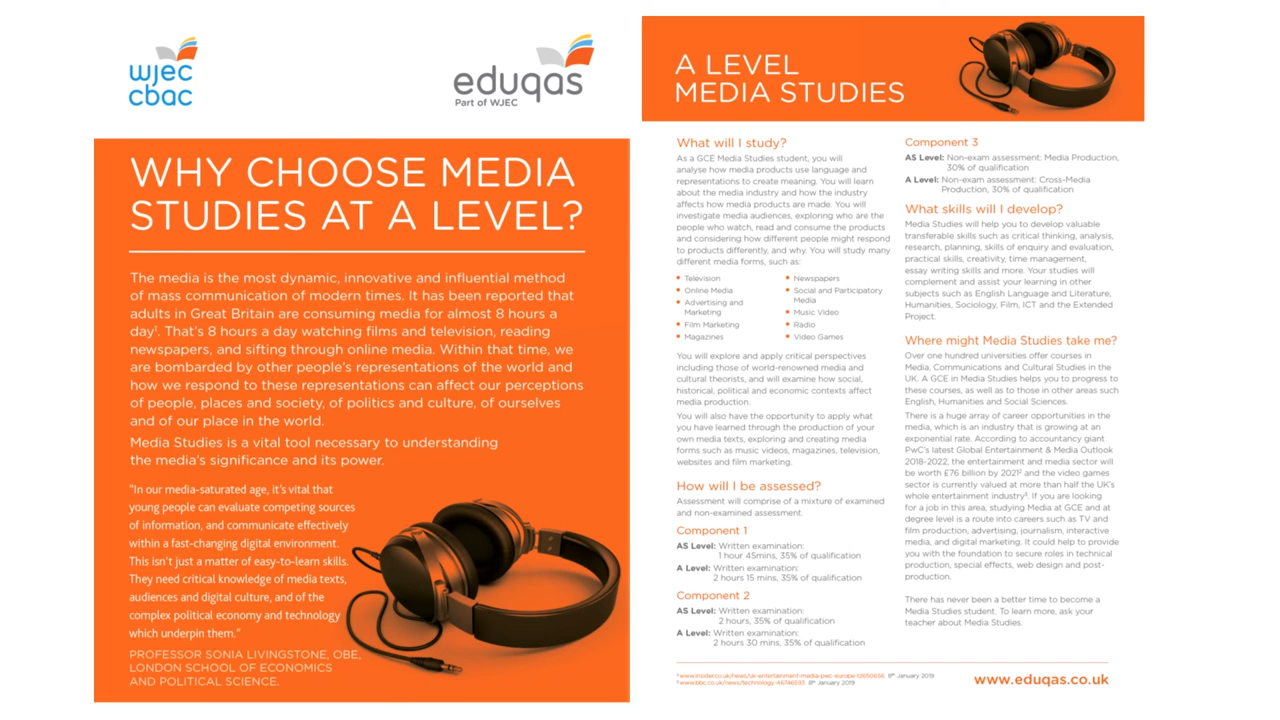 wjec
cbac
eduqas
Part of WJEC
WHY CHOOSE MEDIA
STUDIES AT A LEVEL?
The media is the most dynamic, innovative and influential method
of mass communication of modern times. It has been reported that
adults in Great Britain are consuming media for almost 8 hours a
day¹. That's 8 hours a day watching films and television, reading
newspapers, and sifting through online media. Within that time, we
are bombarded by other people's representations of the world and
how we respond to these representations can affect our perceptions
of people, places and society, of politics and culture, of ourselves
and of our place in the world.
Media Studies is a vital tool necessary to understanding
the media's significance and its power.
"In our media-saturated age, it's vital that
young people can evaluate competing sources
of information, and communicate effectively
within a fast-changing digital environment.
This isn't just a matter of easy-to-learn skills.
They need critical knowledge of media texts,
audiences and digital culture, and of the
complex political economy and technology
which underpin them."
PROFESSOR SONIA LIVINGSTONE, OBE,
LONDON SCHOOL OF ECONOMICS
AND POLITICAL SCIENCE.
A LEVEL
MEDIA STUDIES
What will I study?
As a GCE Media Studies student, you will
analyse how media products use language and
representations to create meaning. You will learn
about the media industry and how the industry
affects how media products are made. You will
investigate media audiences, exploring who are the
people who watch, read and consume the products
and considering how different people might respond
to products differently, and why. You will study many
different media forms, such as:
• Television
• Online Media
• Advertising and
Marketing
• Film Marketing
• Magazines
• Newspapers
• Social and Participatory
Media
• Music Video
• Radio
• Video Games
You will explore and apply critical perspectives
including those of world-renowned media and
cultural theorists, and will examine how social,
historical, political and economic contexts affect
media production.
You will also have the opportunity to apply what
you have learned through the production of your
own media texts, exploring and creating media
forms such as music videos, magazines, television,
websites and film marketing.
How will I be assessed?
Assessment will comprise of a mixture of examined
and non-examined assessment.
Component 1
AS Level: Written examination:
1 hour 45mins, 35% of qualification
A Level: Written examination:
2 hours 15 mins, 35% of qualification
Component 2
AS Level: Written examination:
2 hours, 35% of qualification
A Level: Written examination:
2 hours 30 mins, 35% of qualification
Component 3
AS Level: Non-exam assessment: Media Production,
30% of qualification
A Level: Non-exam assessment: Cross-Media
Production, 30% of qualification
What skills will I develop?
Media Studies will help you to develop valuable
transferable skills such as critical thinking, analysis,
research, planning, skills of enquiry and evaluation,
practical skills, creativity, time management,
essay writing skills and more. Your studies will
complement and assist your learning in other
subjects such as English Language and Literature,
Humanities, Sociology, Film, ICT and the Extended
Project.
Where might Media Studies take me?
Over one hundred universities offer courses in
Media, Communications and Cultural Studies in the
UK. A GCE in Media Studies helps you to progress to
these courses, as well as to those in other areas such
English, Humanities and Social Sciences.
There is a huge array of career opportunities in the
media, which is an industry that is growing at an
exponential rate. According to accountancy giant
PwC's latest Global Entertainment & Media Outlook
2018-2022, the entertainment and media sector will
be worth £76 billion by 2021² and the video games
sector is currently valued at more than half the UK's
whole entertainment industry³. If you are looking
for a job in this area, studying Media at GCE and at
degree level is a route into careers such as TV and
film production, advertising, journalism, interactive
media, and digital marketing. It could help to provide
you with the foundation to secure roles in technical
production, special effects, web design and post-
production.
There has never been a better time to become a
Media Studies student. To learn more, ask your
teacher about Media Studies.
www.insider.co.uk/news/uk-entertainment-media-pwc-europe-12650656 8th January 2019
www.bbc.co.uk/news/technology-46746593 8th January 2019
www.eduqas.co.uk